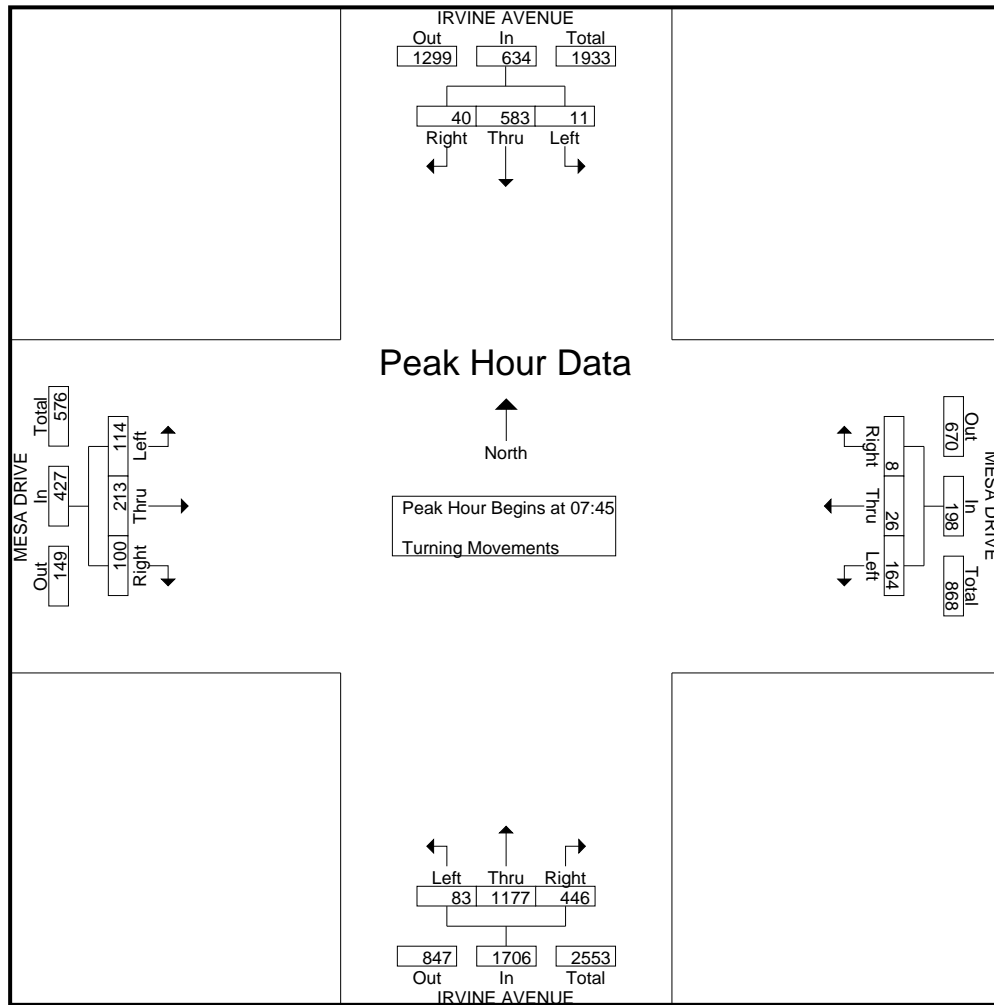 IRVINE AVENUE
Out In Total
1299 634 1933
40 583 11
Right Thru Left
Peak Hour Data
North
Peak Hour Begins at 07:45
Turning Movements
MESA DRIVE
Out In Total
149 427 576
100 213 114
Right Thru Left
MESA DRIVE
Out In Total
670 198 868
8 26 164
Right Thru Left
Left Thru Right
83 1177 446
847 1706 2553
Out In Total
IRVINE AVENUE